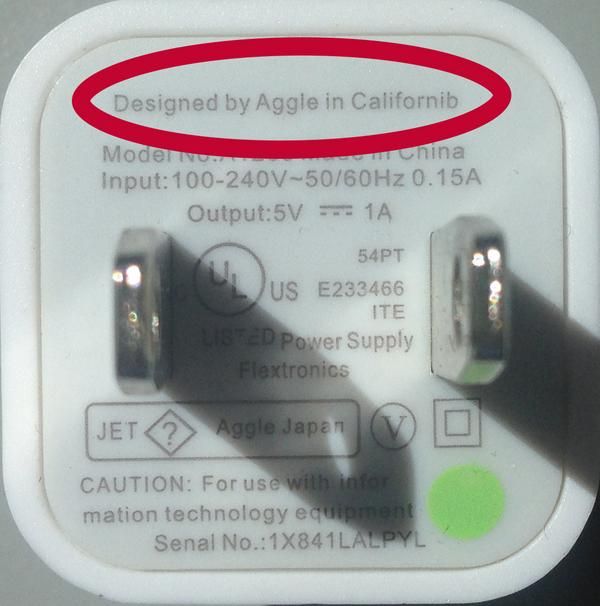 Designed by Aggle in Californib
Model No.:A1265 Made in China
Input:100-240V~50/60Hz 0.15A
Output:5V 1A
54PT
UL US E233466
ITE
LISTED Power Supply
Flextronics
JET ? Aggle Japan V
CAUTION: For use with infor
mation technology equipment
Senal No.:1X841LALPYL